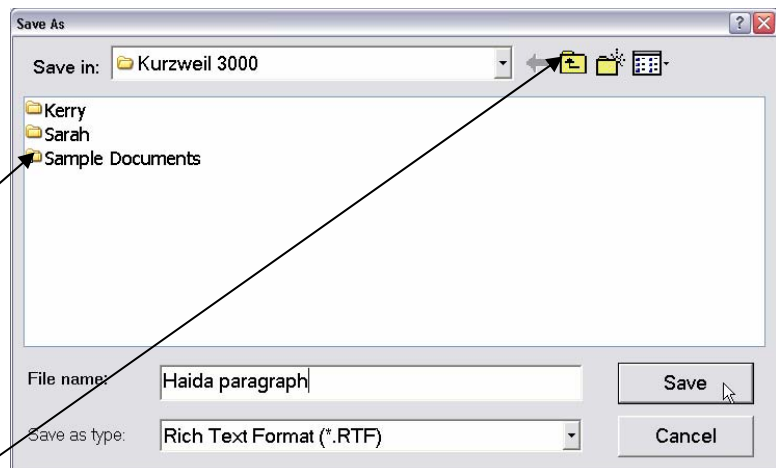 Save As
Save in: Kurzweil 3000
Kerry
Sarah
Sample Documents
File name: Haida paragraph Save
Save as type: Rich Text Format (*.RTF) Cancel